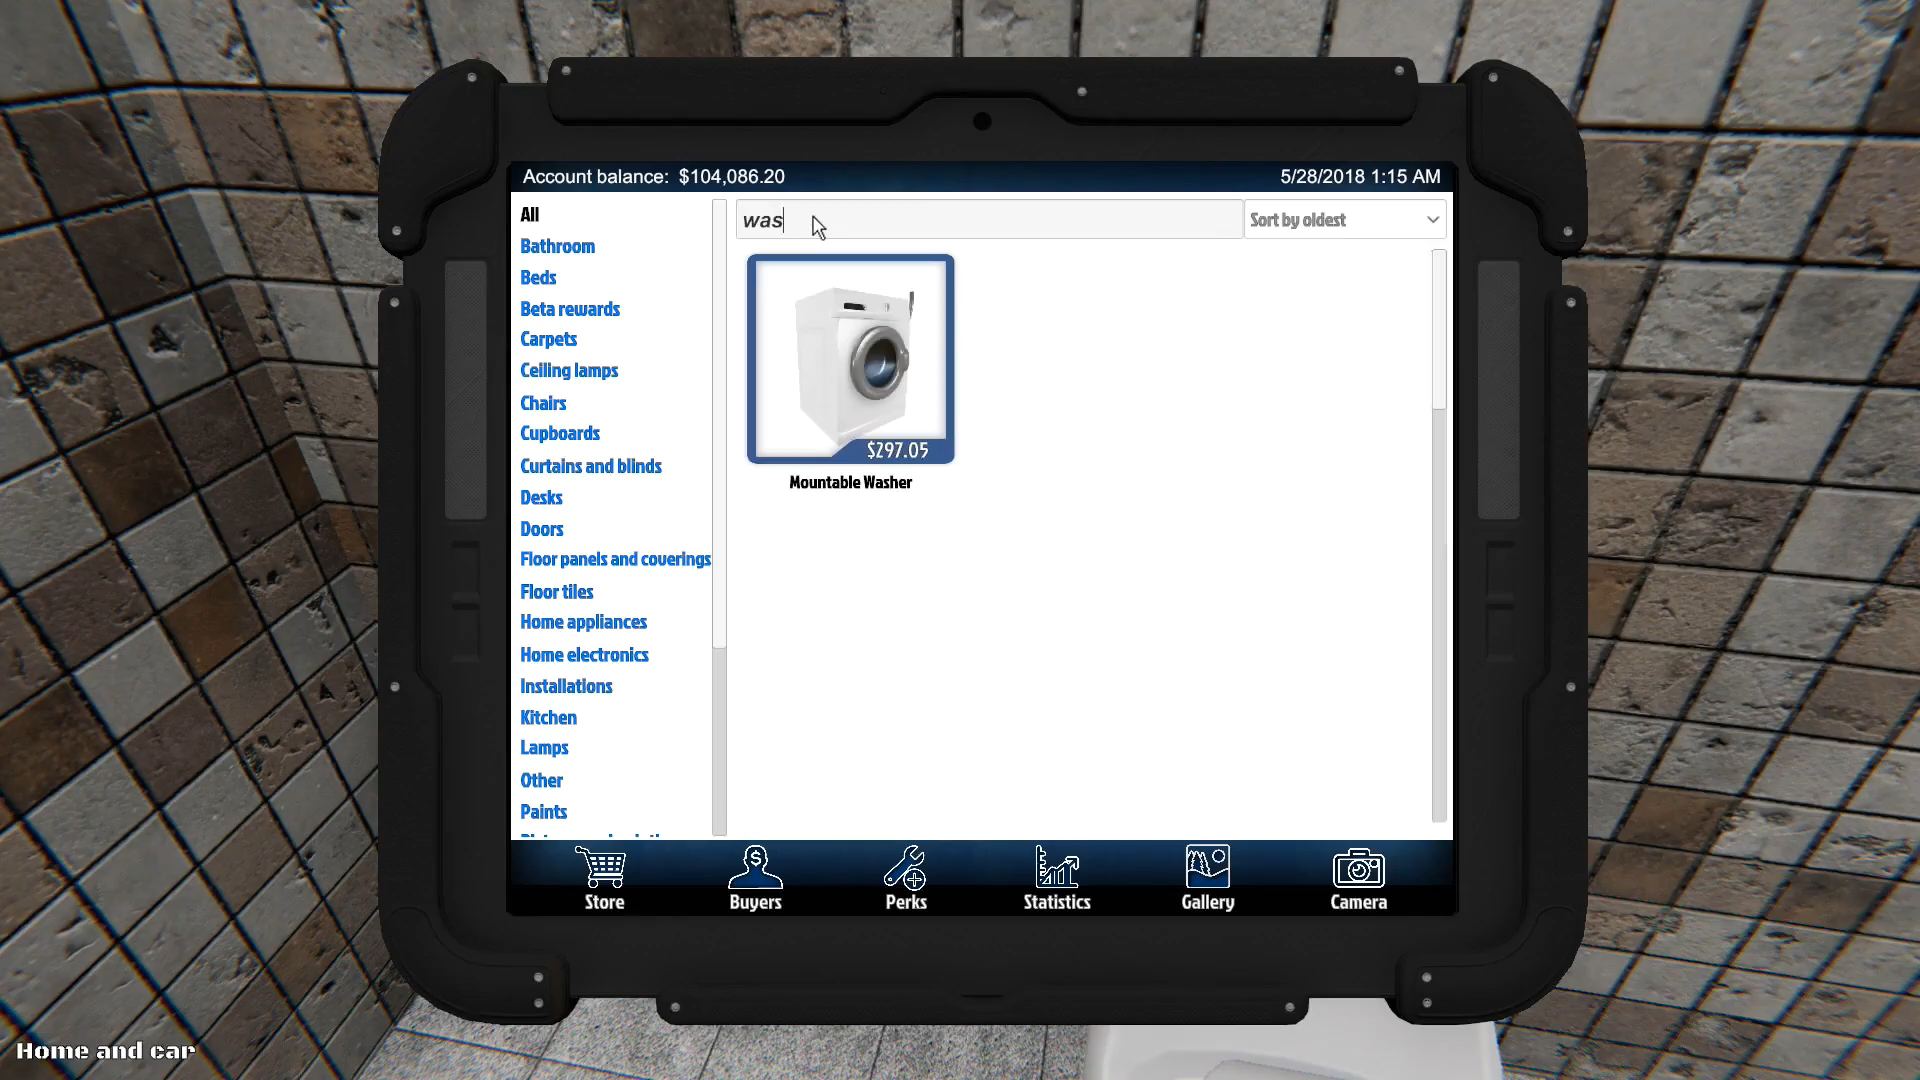 Account balance: $104,086.20
5/28/2018 1:15 AM
All
Bathroom
Beds
Beta rewards
Carpets
Ceiling lamps
Chairs
Cupboards
Curtains and blinds
Desks
Doors
Floor panels and coverings
Floor tiles
Home appliances
Home electronics
Installations
Kitchen
Lamps
Other
Paints
was
Sort by oldest
$297.05
Mountable Washer
Store
Buyers
Perks
Statistics
Gallery
Camera
Home and car